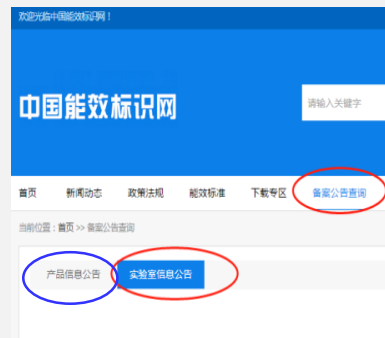 欢迎光临中国能效标识网！
中国能效标识网
请输入关键字
首页 新闻动态 政策法规 能效标准 下载专区 备案公告查询
当前位置：首页 >> 备案公告查询
产品信息公告 实验室信息公告